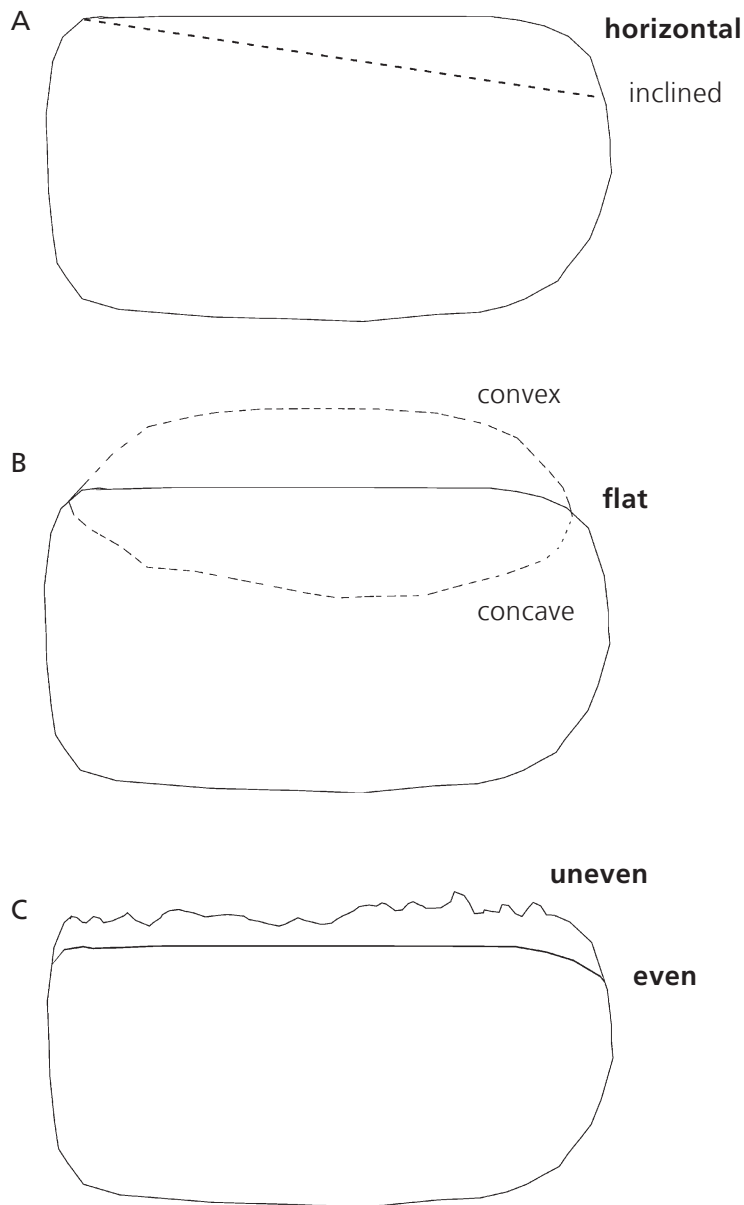 A
horizontal
inclined
convex
B
flat
concave
uneven
C
even